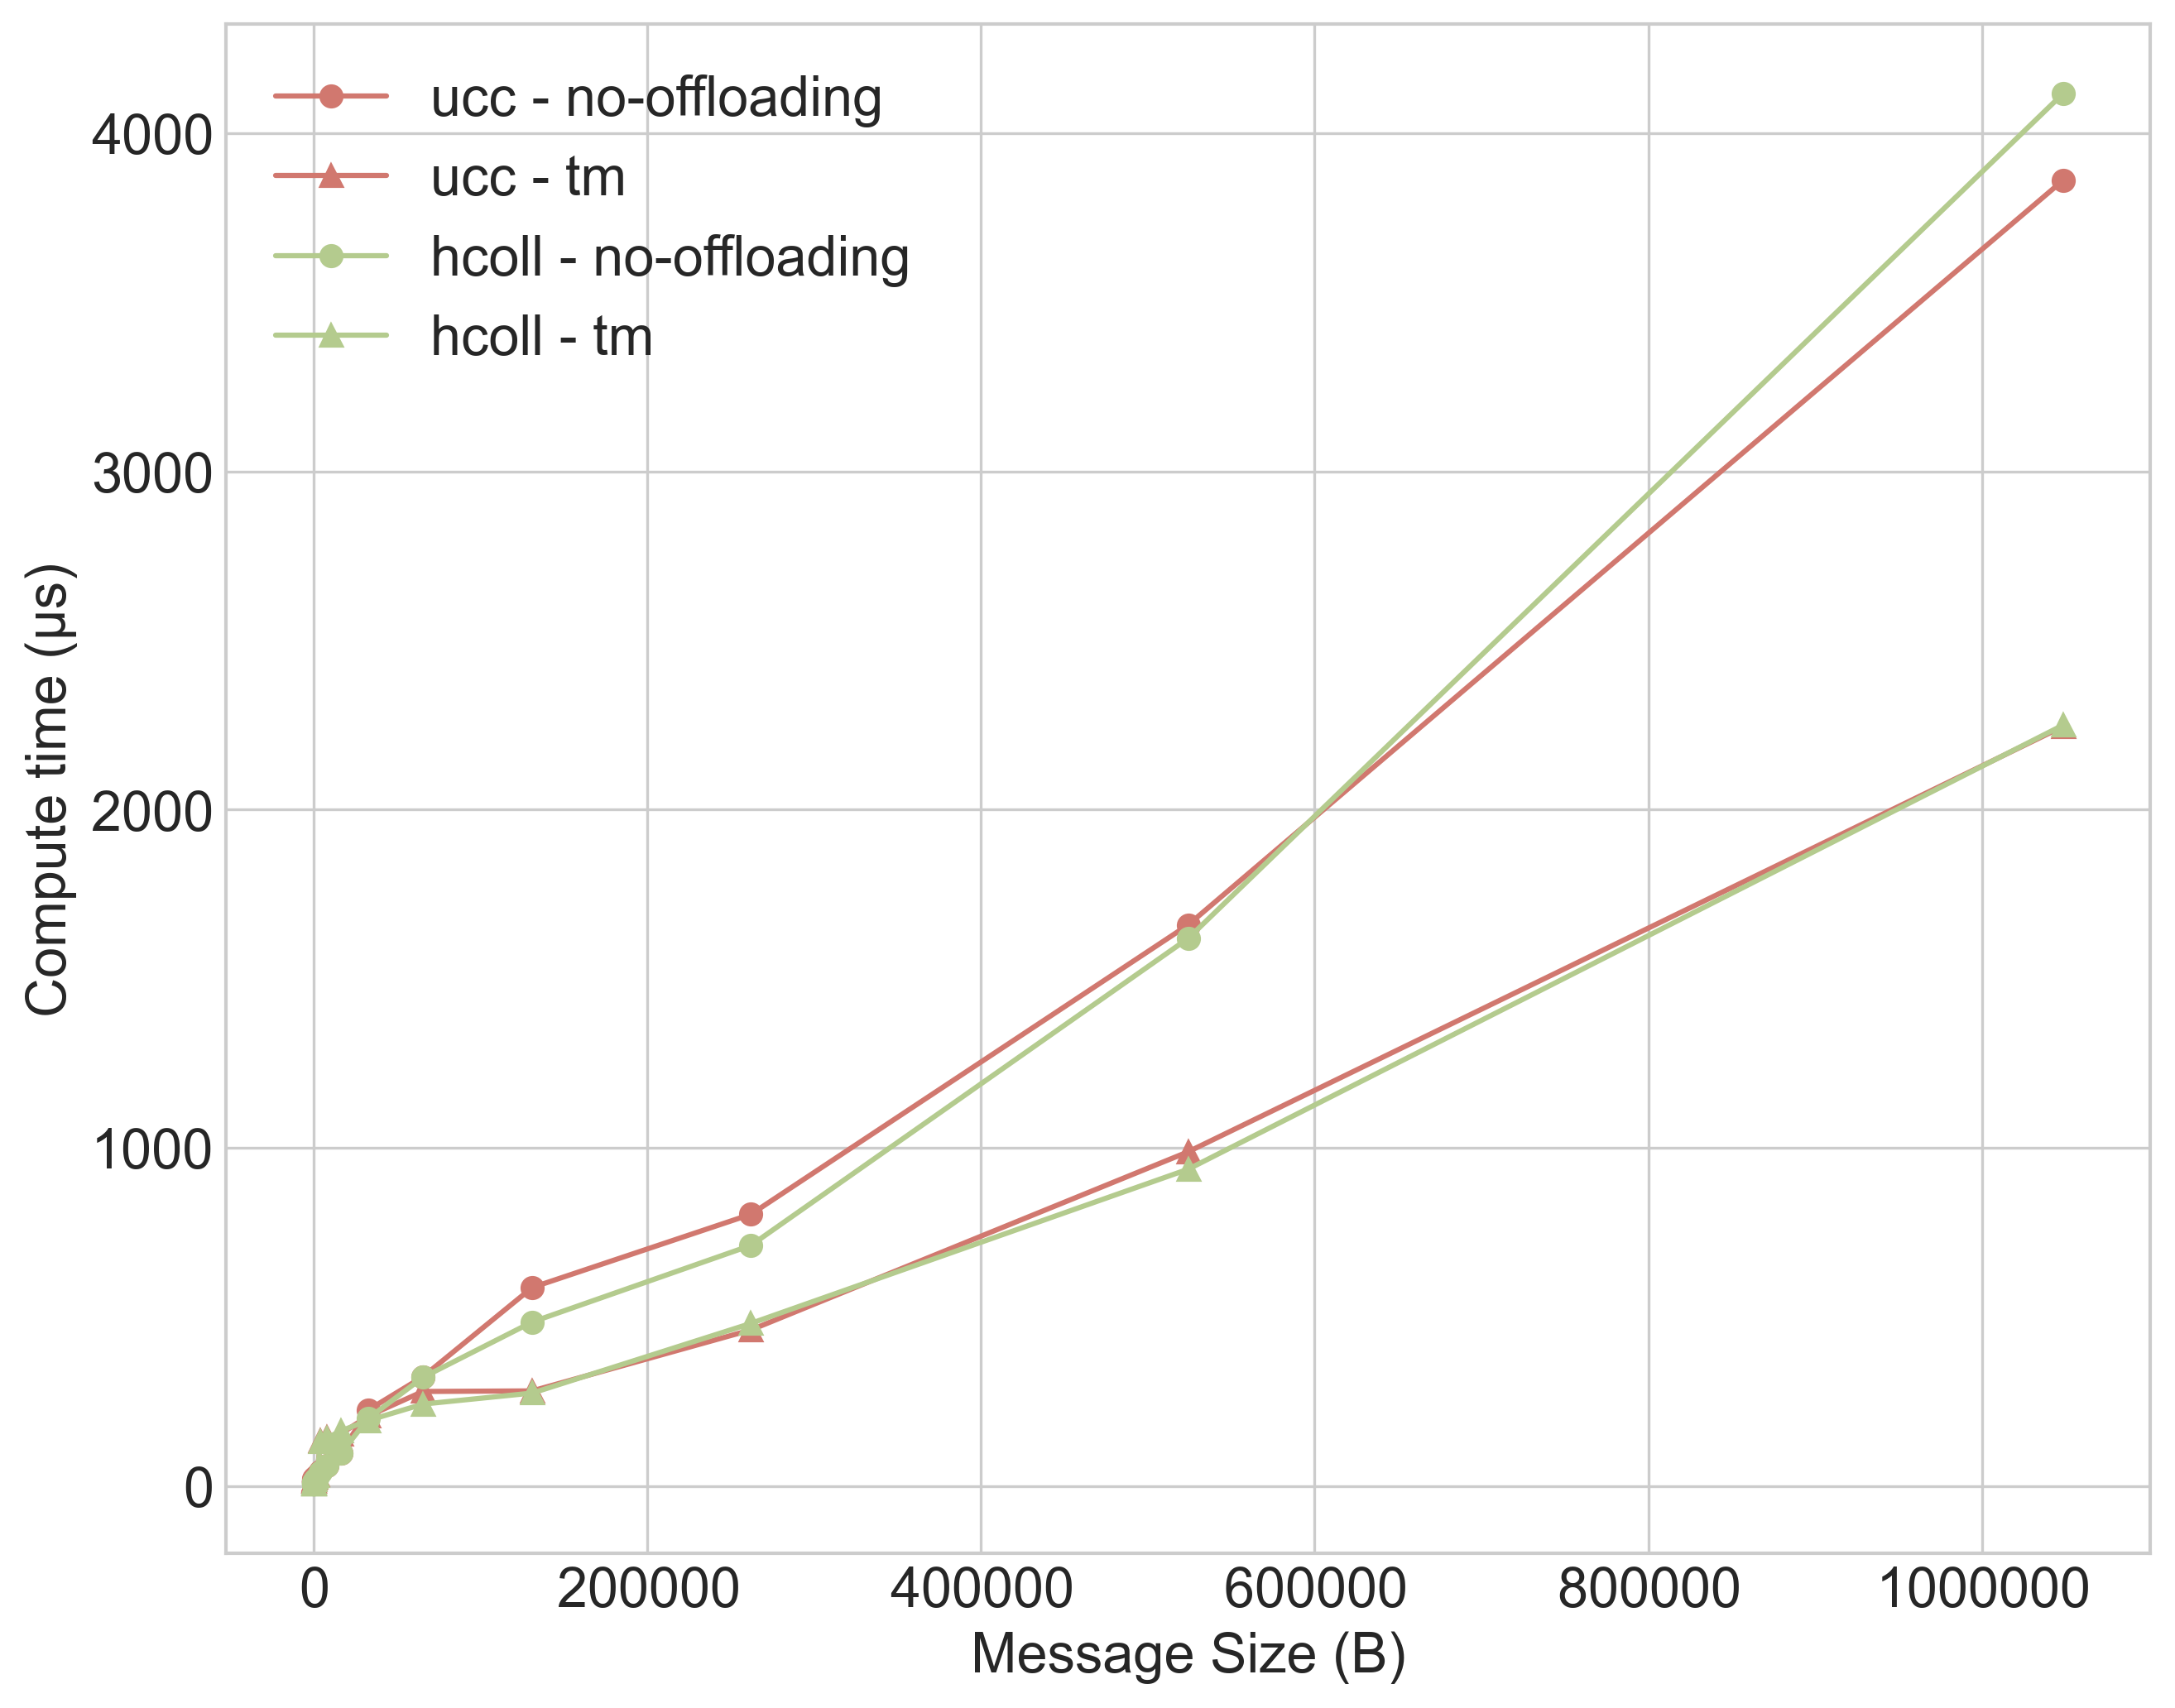 ucc - no-offloading
ucc - tm
hcoll - no-offloading
hcoll - tm
4000
3000
2000
1000
0
Compute time (µs)
0 200000 400000 600000 800000 1000000
Message Size (B)